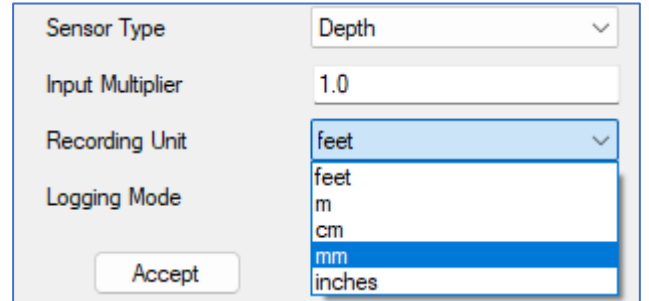 Sensor Type Depth
Input Multiplier 1.0
Recording Unit feet
feet
Logging Mode m
cm
mm
Accept inches